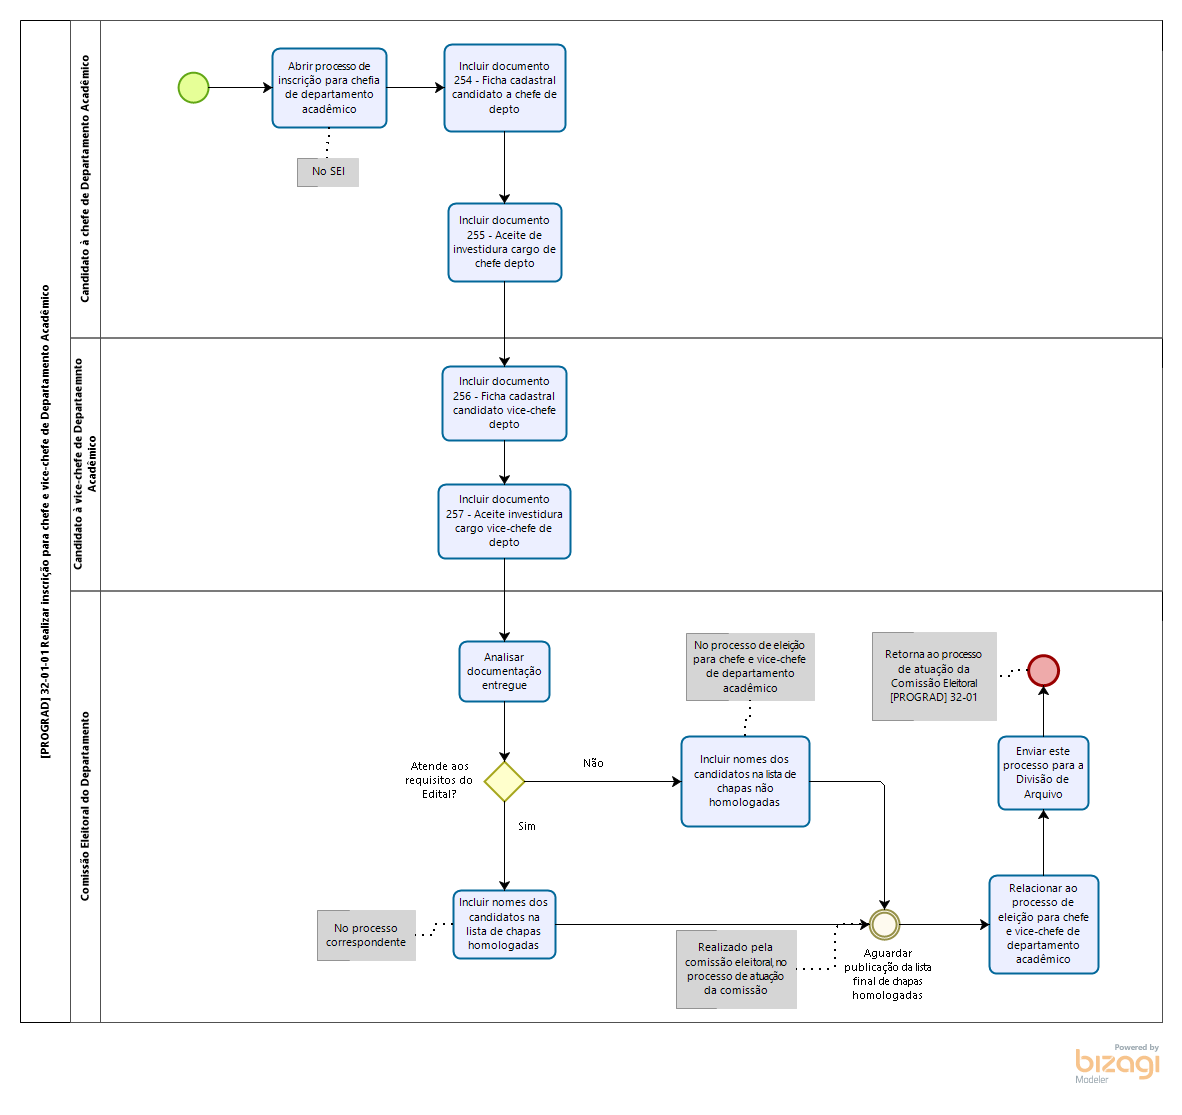 [PROGRAD] 32-01-01 Realizar inscrição para chefe e vice-chefe de Departamento Acadêmico
Candidato à chefe de Departamento Acadêmico
Abrir processo de
inscrição para chefia
de departamento
acadêmico
No SEI
Incluir documento
254 - Ficha cadastral
candidato a chefe de
depto
Incluir documento
255 - Aceite de
investidura cargo de
chefe depto
Candidato à vice-chefe de Departaemnto
Acadêmico
Incluir documento
256 - Ficha cadastral
candidato vice-chefe
depto
Incluir documento
257 - Aceite investidura
cargo vice-chefe de
depto
Comissão Eleitoral do Departamento
Analisar
documentação
entregue
Atende aos
requisitos do
Edital?
Não
Sim
No processo de eleição
para chefe e vice-chefe
de departamento
acadêmico
Incluir nomes dos
candidatos na lista de
chapas não
homologadas
No processo
correspondente
Incluir nomes dos
candidatos na
lista de chapas
homologadas
Realizado pela
comissão eleitoral, no
processo de atuação
da comissão
Aguardar
publicação da lista
final de chapas
homologadas
Relacionar ao
processo de
eleição para chefe
e vice-chefe de
departamento
acadêmico
Enviar este
processo para a
Divisão de
Arquivo
Retorna ao processo
de atuação da
Comissão Eleitoral
[PROGRAD] 32-01
Powered by
bizagi
Modeler